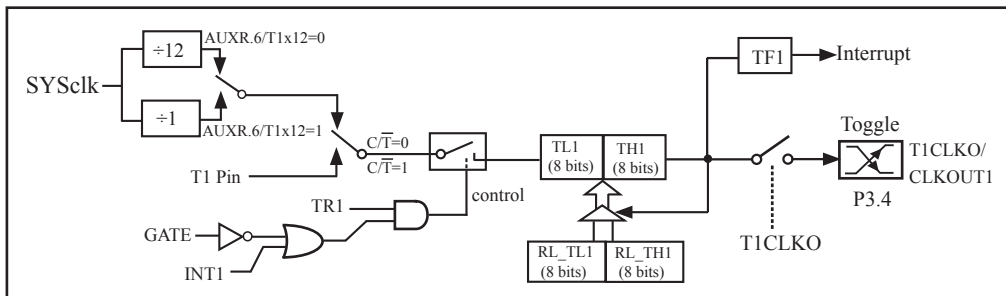 ÷12
AUXR.6/T1x12=0
SYSclk
÷1
AUXR.6/T1x12=1
C/T̅=0
C/T̅=1
T1 Pin
control
TR1
GATE
INT1
TL1
(8 bits)
TH1
(8 bits)
RL_TL1
(8 bits)
RL_TH1
(8 bits)
TF1
Interrupt
Toggle
T1CLKO/
CLKOUT1
P3.4
T1CLKO